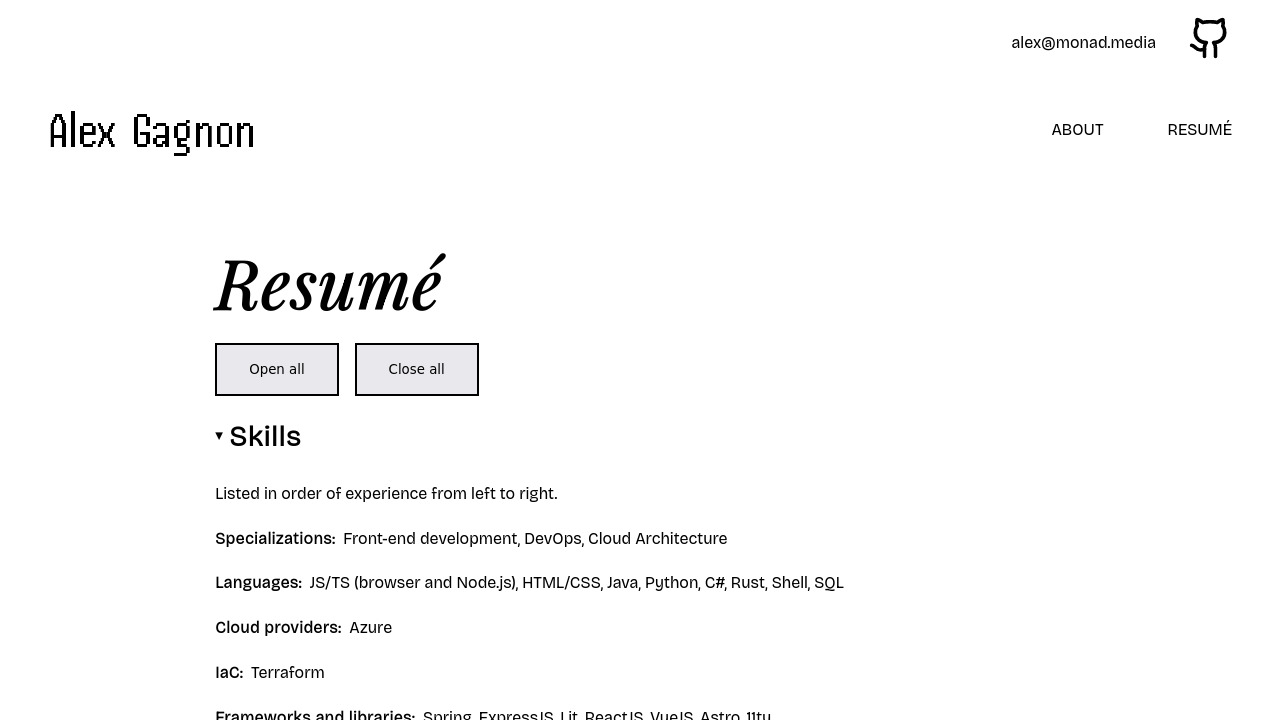 alex@monad.media
Alex Gagnon
ABOUT
RESUMÉ
Resumé
Open all
Close all
Skills
Listed in order of experience from left to right.
Specializations: Front-end development, DevOps, Cloud Architecture
Languages: JS/TS (browser and Node.js), HTML/CSS, Java, Python, C#, Rust, Shell, SQL
Cloud providers: Azure
IaC: Terraform
Frameworks and libraries: Spring, ExpressJS, Lit, ReactJS, VueJS, Astro, 11ty